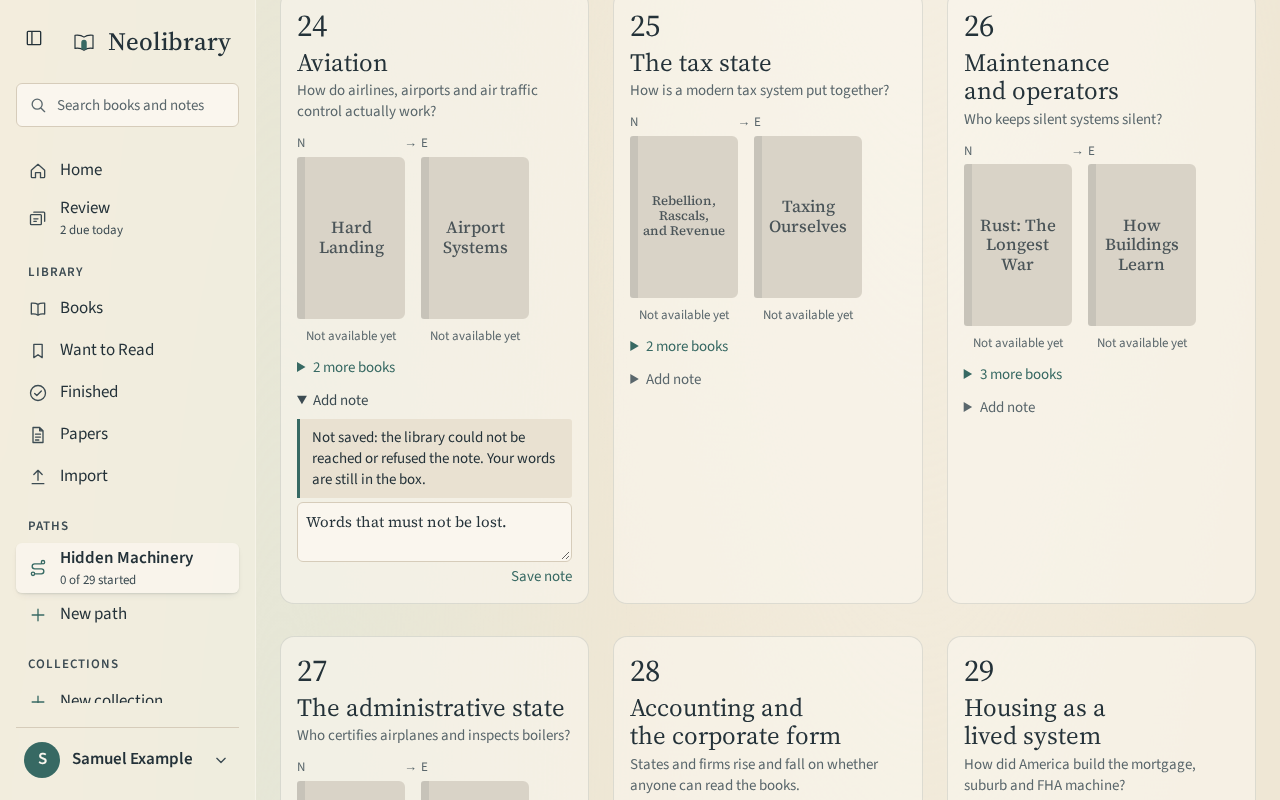 Neolibrary
Search books and notes
Home
Review
2 due today
LIBRARY
Books
Want to Read
Finished
Papers
Import
PATHS
Hidden Machinery
0 of 29 started
New path
COLLECTIONS
New collection
S
Samuel Example
24
Aviation
How do airlines, airports and air traffic
control actually work?
N → E
Hard
Landing
Airport
Systems
Not available yet
Not available yet
2 more books
Add note
Not saved: the library could not be
reached or refused the note. Your words
are still in the box.
Words that must not be lost.
Save note
25
The tax state
How is a modern tax system put together?
N → E
Rebellion,
Rascals,
and Revenue
Taxing
Ourselves
Not available yet
Not available yet
2 more books
Add note
26
Maintenance
and operators
Who keeps silent systems silent?
N → E
Rust: The
Longest
War
How
Buildings
Learn
Not available yet
Not available yet
3 more books
Add note
27
The administrative state
Who certifies airplanes and inspects boilers?
N → E
28
Accounting and
the corporate form
States and firms rise and fall on whether
anyone can read the books.
29
Housing as a
lived system
How did America build the mortgage,
suburb and FHA machine?